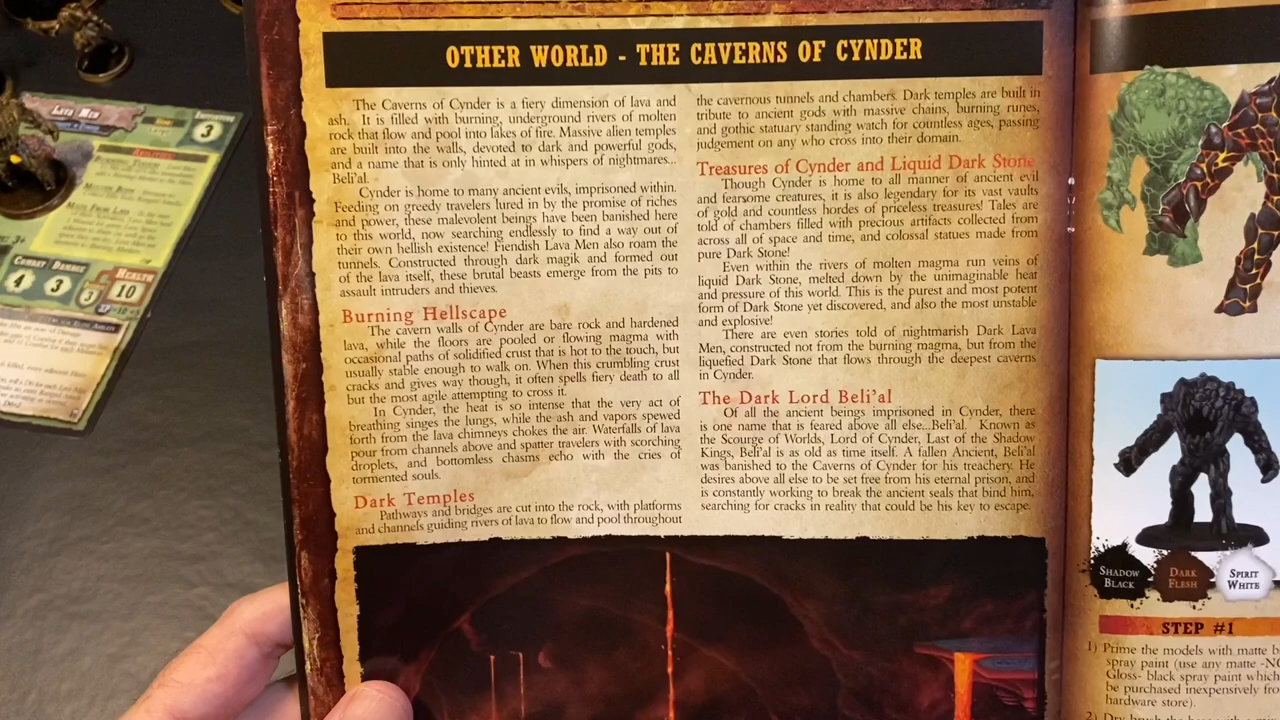 OTHER WORLD - THE CAVERNS OF CYNDER
The Caverns of Cynder is a fiery dimension of lava and
ash. It is filled with burning, underground rivers of molten
rock that flow and pool into lakes of fire. Massive alien temples
are built into the walls, devoted to dark and powerful gods,
and a name that is only hinted at in whispers of nightmares...
Beli'al.
Cynder is home to many ancient evils, imprisoned within.
Feeding on greedy travelers lured in by the promise of riches
and power, these malevolent beings have been banished here
to this world, now searching endlessly to find a way out of
their own hellish existence! Fiendish Lava Men also roam the
tunnels. Constructed through dark magik and formed out
of the lava itself, these brutal beasts emerge from the pits to
assault intruders and thieves.
Burning Hellscape
The cavern walls of Cynder are bare rock and hardened
lava, while the floors are pooled or flowing magma with
occasional paths of solidified crust that is hot to the touch, but
usually stable enough to walk on. When this crumbling crust
cracks and gives way though, it often spells fiery death to all
but the most agile attempting to cross it.
In Cynder, the heat is so intense that the very act of
breathing singes the lungs, while the ash and vapors spewed
forth from the lava chimneys chokes the air. Waterfalls of lava
pour from channels above and spatter travelers with scorching
droplets, and bottomless chasms echo with the cries of
tormented souls.
Dark Temples
Pathways and bridges are cut into the rock, with platforms
and channels guiding rivers of lava to flow and pool throughout
the cavernous tunnels and chambers. Dark temples are built in
tribute to ancient gods with massive chains, burning runes,
and gothic statuary standing watch for countless ages, passing
judgement on any who cross into their domain.
Treasures of Cynder and Liquid Dark Stone
Though Cynder is home to all manner of ancient evil
and fearsome creatures, it is also legendary for its vast vaults
of gold and countless hordes of priceless treasures! Tales are
told of chambers filled with precious artifacts collected from
across all of space and time, and colossal statues made from
pure Dark Stone!
Even within the rivers of molten magma run veins of
liquid Dark Stone, melted down by the unimaginable heat
and pressure of this world. This is the purest and most potent
form of Dark Stone yet discovered, and also the most unstable
and explosive!
There are even stories told of nightmarish Dark Lava
Men, constructed not from the burning magma, but from the
liquefied Dark Stone that flows through the deepest caverns
in Cynder.
The Dark Lord Beli'al
Of all the ancient beings imprisoned in Cynder, there
is one name that is feared above all else...Beli'al. Known as
the Scourge of Worlds, Lord of Cynder, Last of the Shadow
Kings, Beli'al is as old as time itself. A fallen Ancient, Beli'al
was banished to the Caverns of Cynder for his treachery. He
desires above all else to be set free from his eternal prison, and
is constantly working to break the ancient seals that bind him,
searching for cracks in reality that could be his key to escape.
SHADOW
BLACK
DARK
FLESH
SPIRIT
WHITE
STEP #1
1) Prime the models with matte b
spray paint (use any matte -NO
Gloss- black spray paint which
be purchased inexpensively fro
hardware store).
LAVA MEN
INITIATIVE
3
ABILITIES
MOLTEN BODY
MADE FROM LAVA
3+
COMBAT
DAMAGE
HEALTH
4
3
3
10